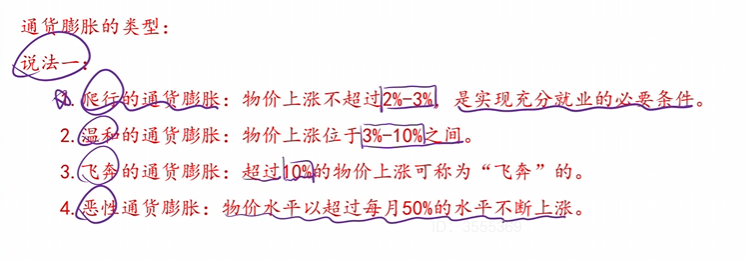 通货膨胀的类型：
说法一：
1. 爬行的通货膨胀：物价上涨不超过2%-3%，是实现充分就业的必要条件。
2. 温和的通货膨胀：物价上涨位于3%-10%之间。
3. 飞奔的通货膨胀：超过10%的物价上涨可称为“飞奔”的。
4. 恶性通货膨胀：物价水平以超过每月50%的水平不断上涨。
ID: 3555369